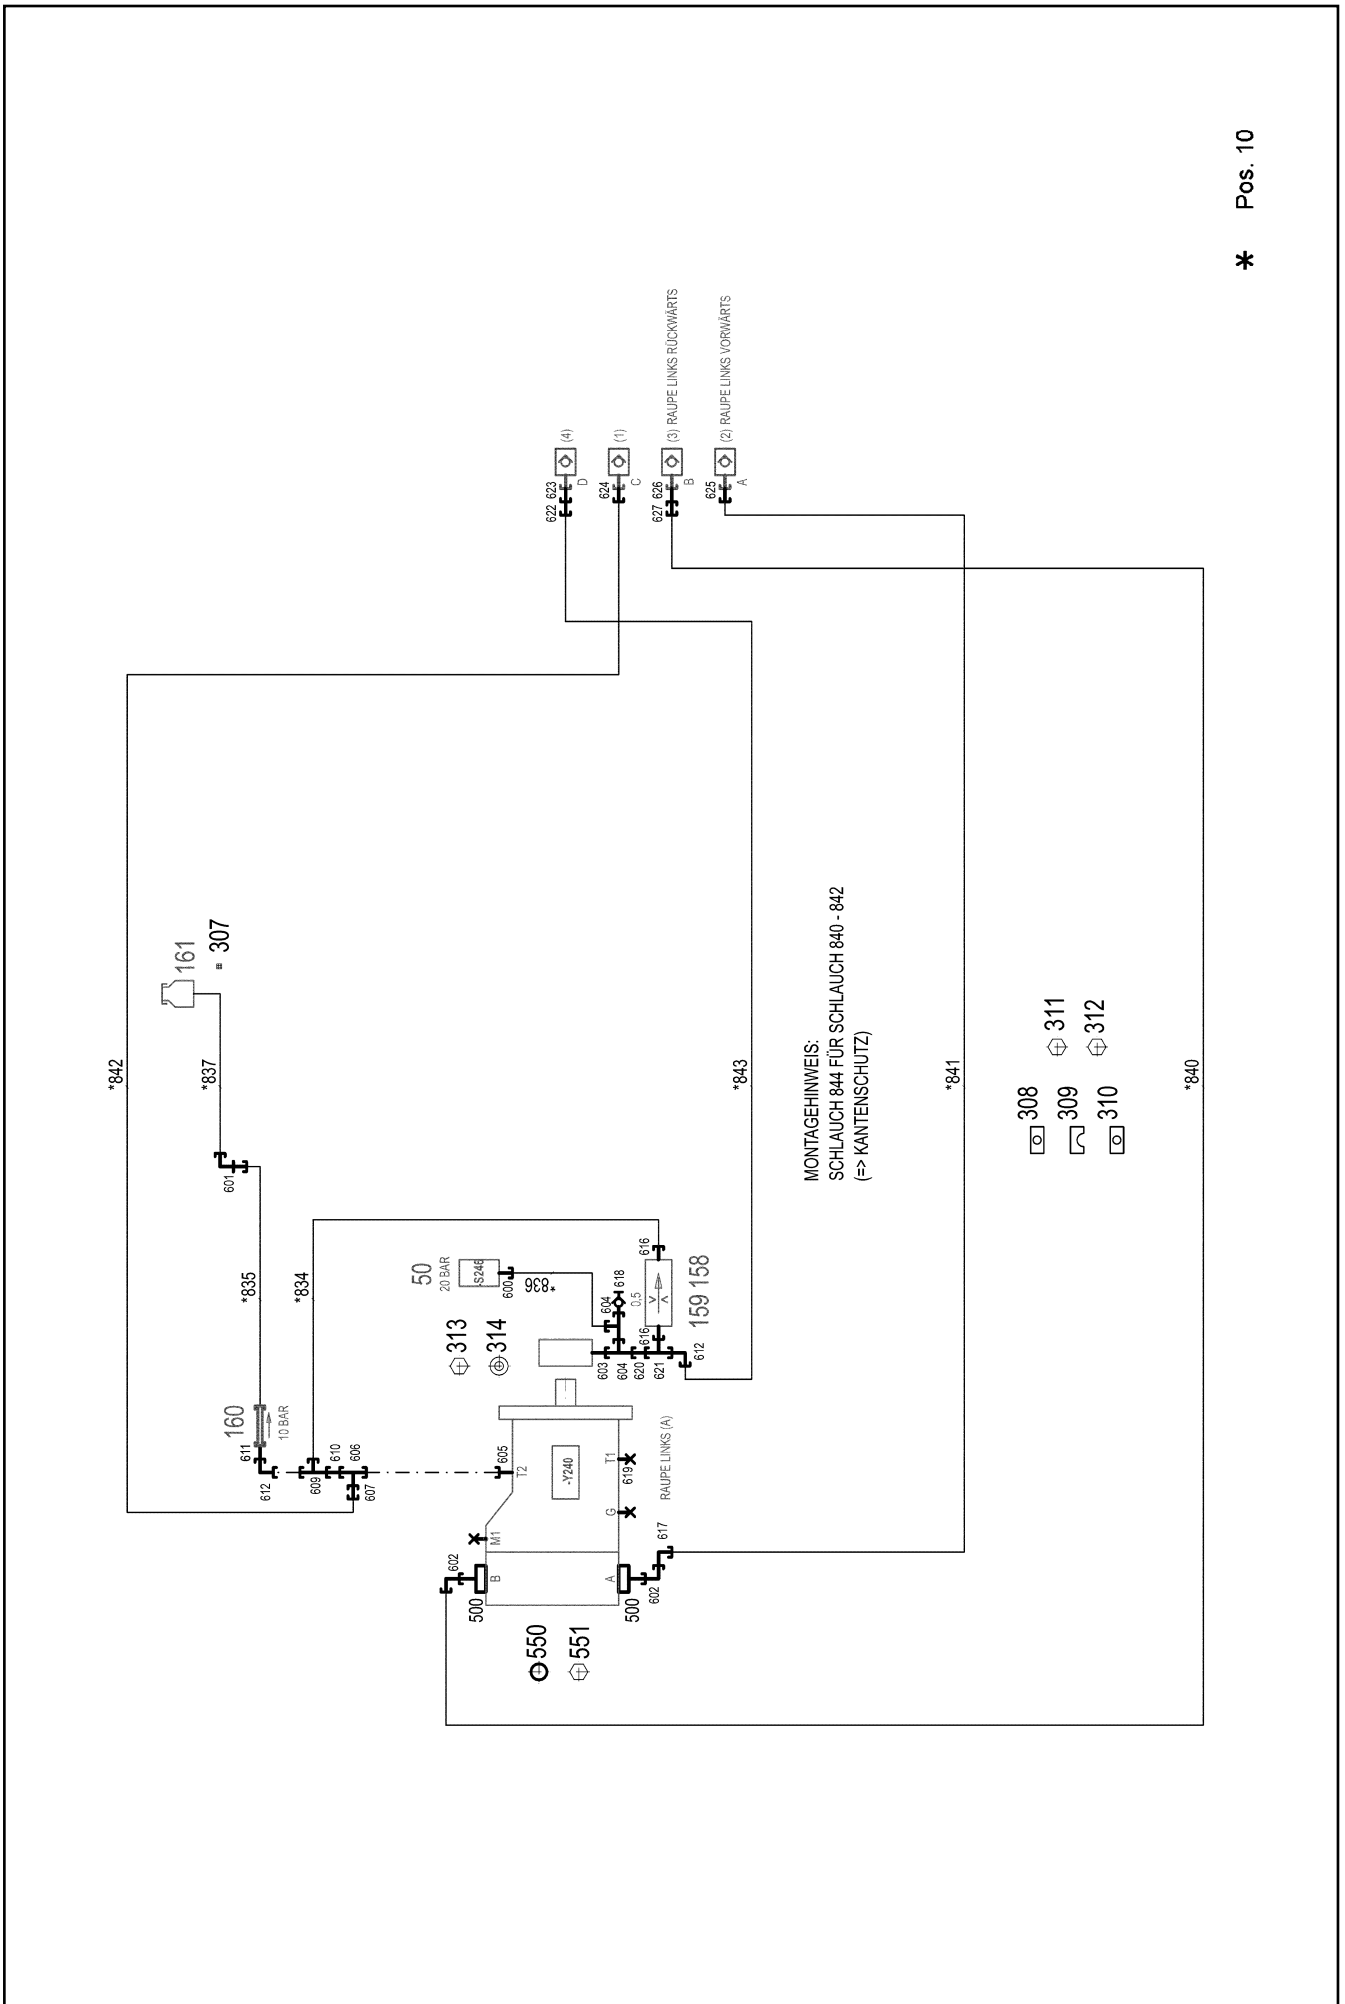 * Pos. 10
*842
161
307
*837
601
*835
*834
160
10 BAR
611
612
609
610
606
607
50
20 BAR
-S246
600
*836
313
314
604
618
0,5
616
159 158
603
604
616
620
621
612
605
T2
-Y240
T1
619
G
M1
RAUPE LINKS (A)
602
B
500
A
500
602
617
550
551
622 623
(4)
D
624
(1)
C
627 626
(3) RAUPE LINKS RÜCKWÄRTS
B
625
(2) RAUPE LINKS VORWÄRTS
A
*843
MONTAGEHINWEIS:
SCHLAUCH 844 FÜR SCHLAUCH 840 - 842
(=> KANTENSCHUTZ)
*841
308
309
310
311
312
*840